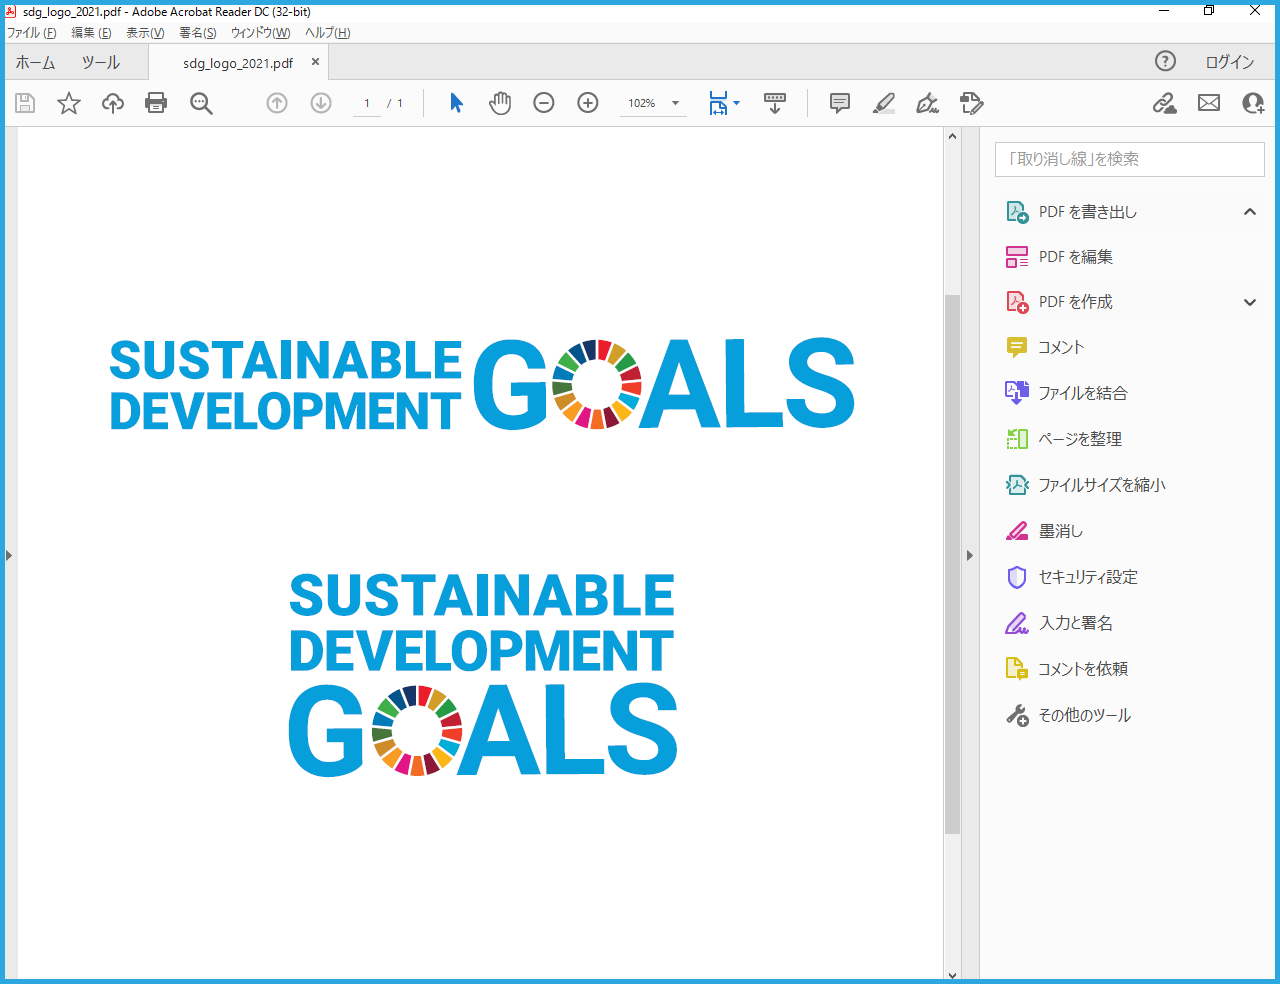 sdg_logo_2021.pdf - Adobe Acrobat Reader DC (32-bit)
ファイル(F) 編集(E) 表示(V) 署名(S) ウィンドウ(W) ヘルプ(H)
ホーム ツール sdg_logo_2021.pdf × ? ログイン
1 / 1 102%
「取り消し線」を検索
PDF を書き出し
PDF を編集
PDF を作成
コメント
ファイルを結合
ページを整理
ファイルサイズを縮小
墨消し
セキュリティ設定
入力と署名
コメントを依頼
その他のツール
SUSTAINABLE
DEVELOPMENT
GOALS
SUSTAINABLE
DEVELOPMENT
GOALS